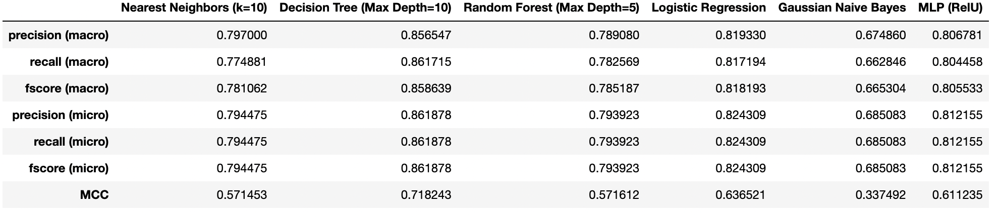 Nearest Neighbors (k=10) Decision Tree (Max Depth=10) Random Forest (Max Depth=5) Logistic Regression Gaussian Naive Bayes MLP (RelU)
precision (macro) 0.797000 0.856547 0.789080 0.819330 0.674860 0.806781
recall (macro) 0.774881 0.861715 0.782569 0.817194 0.662846 0.804458
fscore (macro) 0.781062 0.858639 0.785187 0.818193 0.665304 0.805533
precision (micro) 0.794475 0.861878 0.793923 0.824309 0.685083 0.812155
recall (micro) 0.794475 0.861878 0.793923 0.824309 0.685083 0.812155
fscore (micro) 0.794475 0.861878 0.793923 0.824309 0.685083 0.812155
MCC 0.571453 0.718243 0.571612 0.636521 0.337492 0.611235